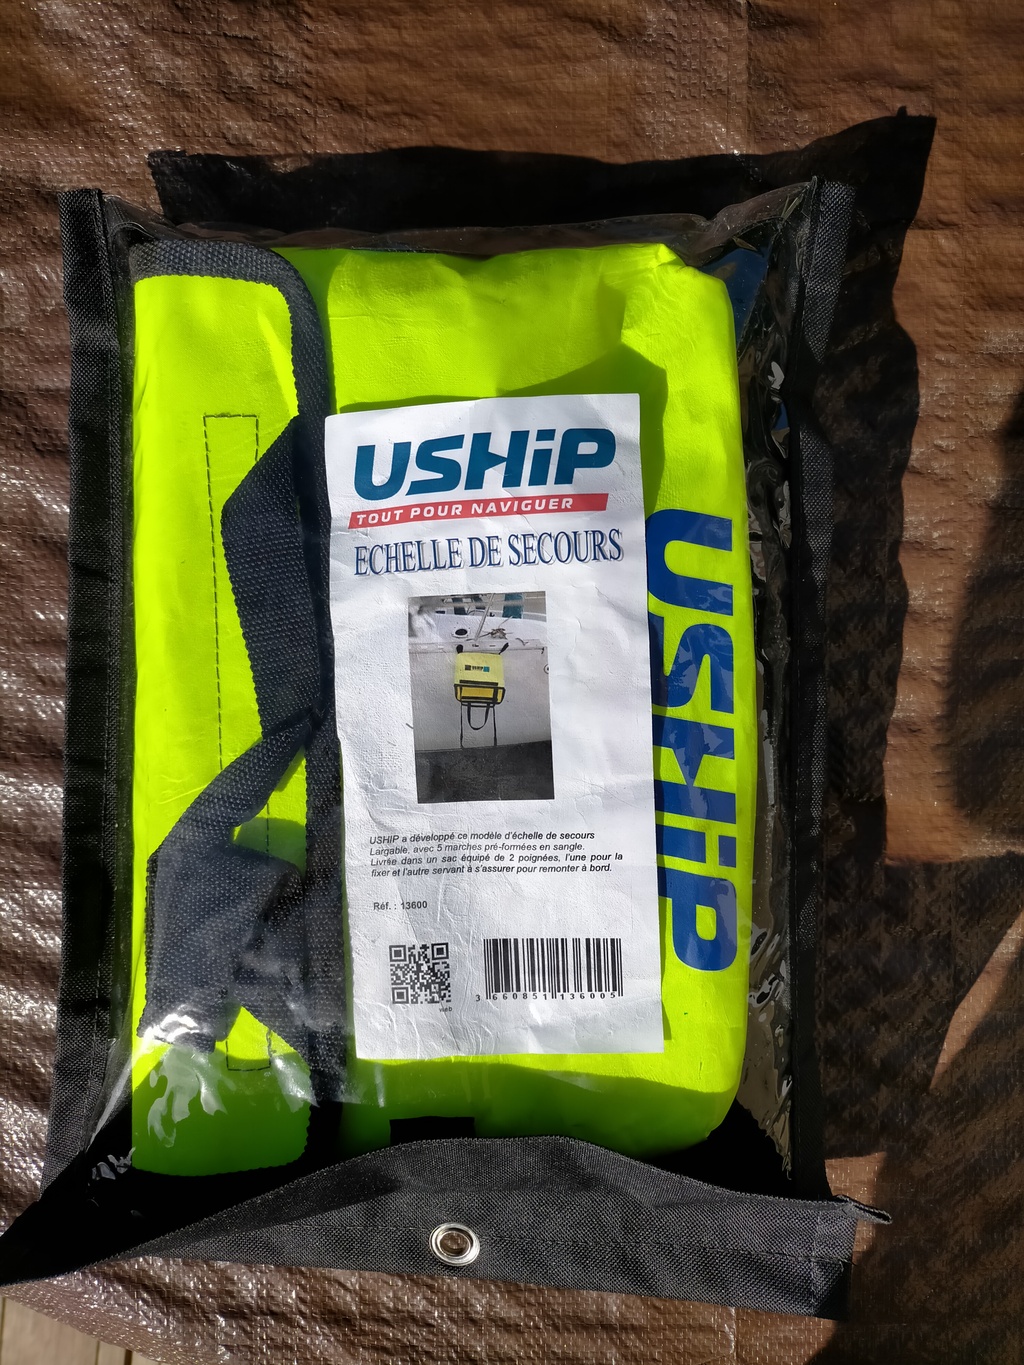 USHiP
TOUT POUR NAVIGUER
ECHELLE DE SECOURS
USHIP a développé ce modèle d'échelle de secours
Largable, avec 5 marches pré-formées en sangle.
Livrée dans un sac équipé de 2 poignées, l'une pour la
fixer et l'autre servant à s'assurer pour remonter à bord.
Réf. : 13600
web
3 660851 136005
USHiP